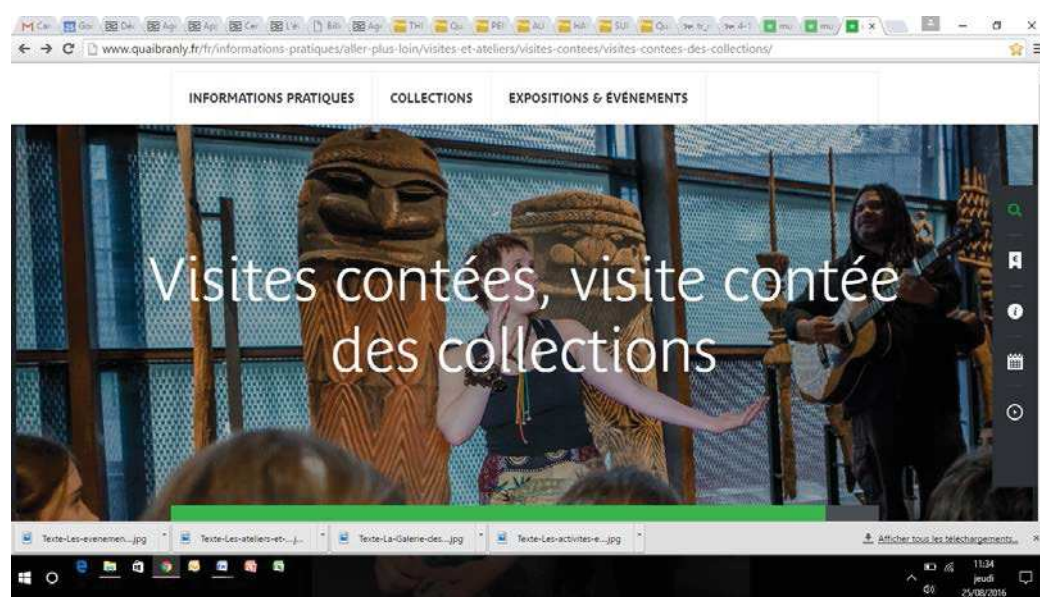 www.quaibranly.fr/fr/informations-pratiques/aller-plus-loin/visites-et-ateliers/visites-contees/visites-contees-des-collections/
INFORMATIONS PRATIQUES COLLECTIONS EXPOSITIONS & ÉVÉNEMENTS
Visites contées, visite contée
des collections
Texte-Les-evenemen....jpg Texte-Les-ateliers-et-...j... Texte-La-Galerie-des...jpg Texte-Les-activites-e...jpg Afficher tous les téléchargements...
11:34
jeudi
25/08/2016